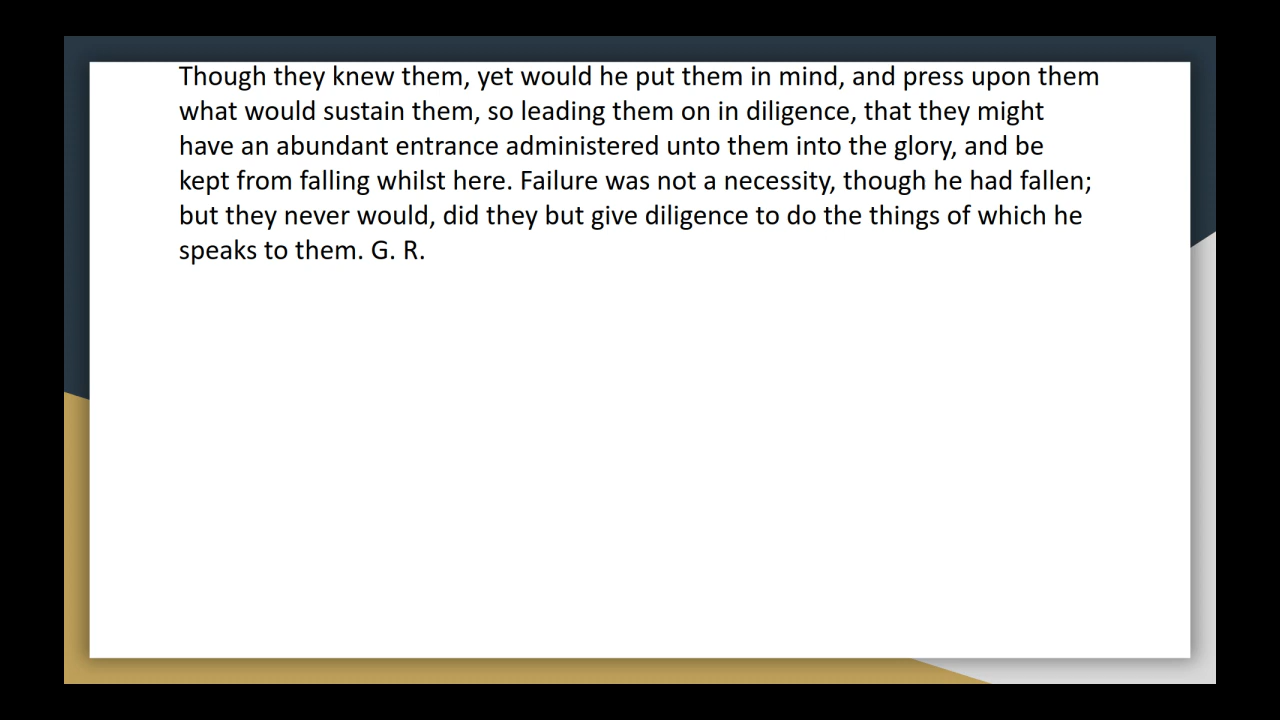 Though they knew them, yet would he put them in mind, and press upon them
what would sustain them, so leading them on in diligence, that they might
have an abundant entrance administered unto them into the glory, and be
kept from falling whilst here. Failure was not a necessity, though he had fallen;
but they never would, did they but give diligence to do the things of which he
speaks to them. G. R.